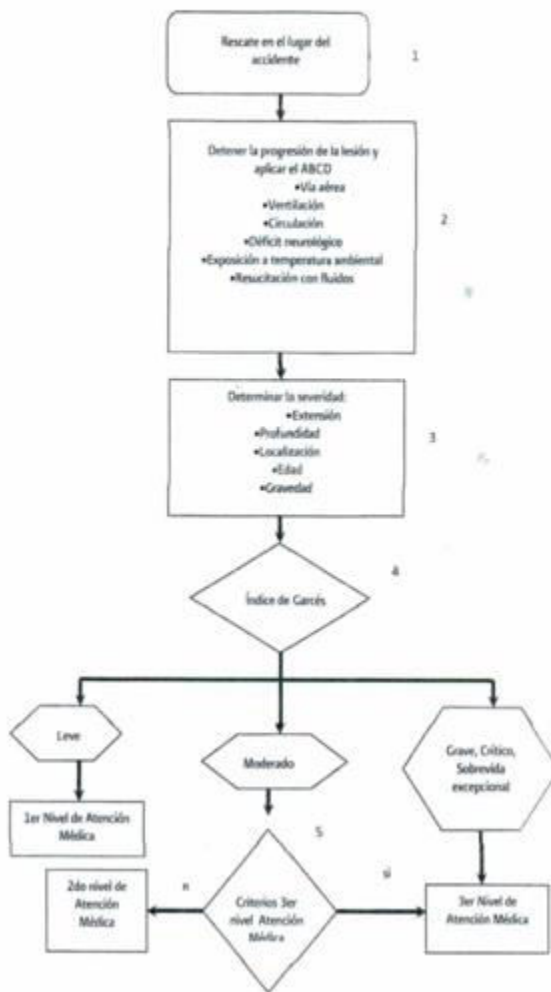 Rescate en el lugar del
accidente
1
Detener la progresión de la lesión y
aplicar el ABCD
•Vía aérea
•Ventilación
•Circulación
•Déficit neurológico
•Exposición a temperatura ambiental
•Resucitación con fluidos
2
Determinar la severidad:
•Extensión
•Profundidad
•Localización
•Edad
•Gravedad
3
4
Índice de Garcés
Leve
Moderado
Grave, Crítico,
Sobrevida
excepcional
1er Nivel de Atención
Médica
5
2do nivel de
Atención
Médica
n
Criterios 3er
nivel Atención
Médica
si
3er Nivel de
Atención Médica